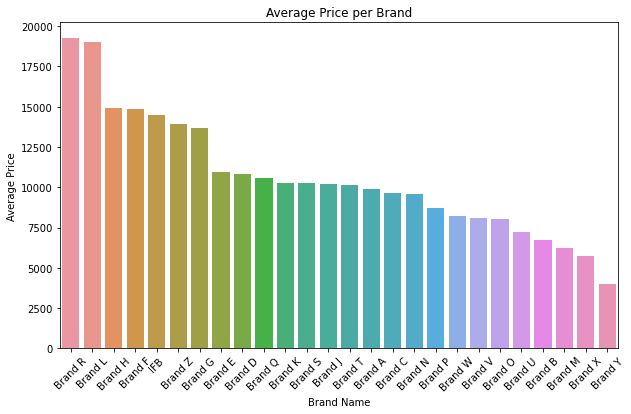 Average Price per Brand
20000
17500
15000
12500
10000
7500
5000
2500
0
Average Price
Brand R
Brand L
Brand H
Brand F
IFB
Brand Z
Brand G
Brand E
Brand D
Brand Q
Brand K
Brand S
Brand J
Brand T
Brand A
Brand C
Brand N
Brand P
Brand W
Brand V
Brand O
Brand U
Brand B
Brand M
Brand X
Brand Y
Brand Name